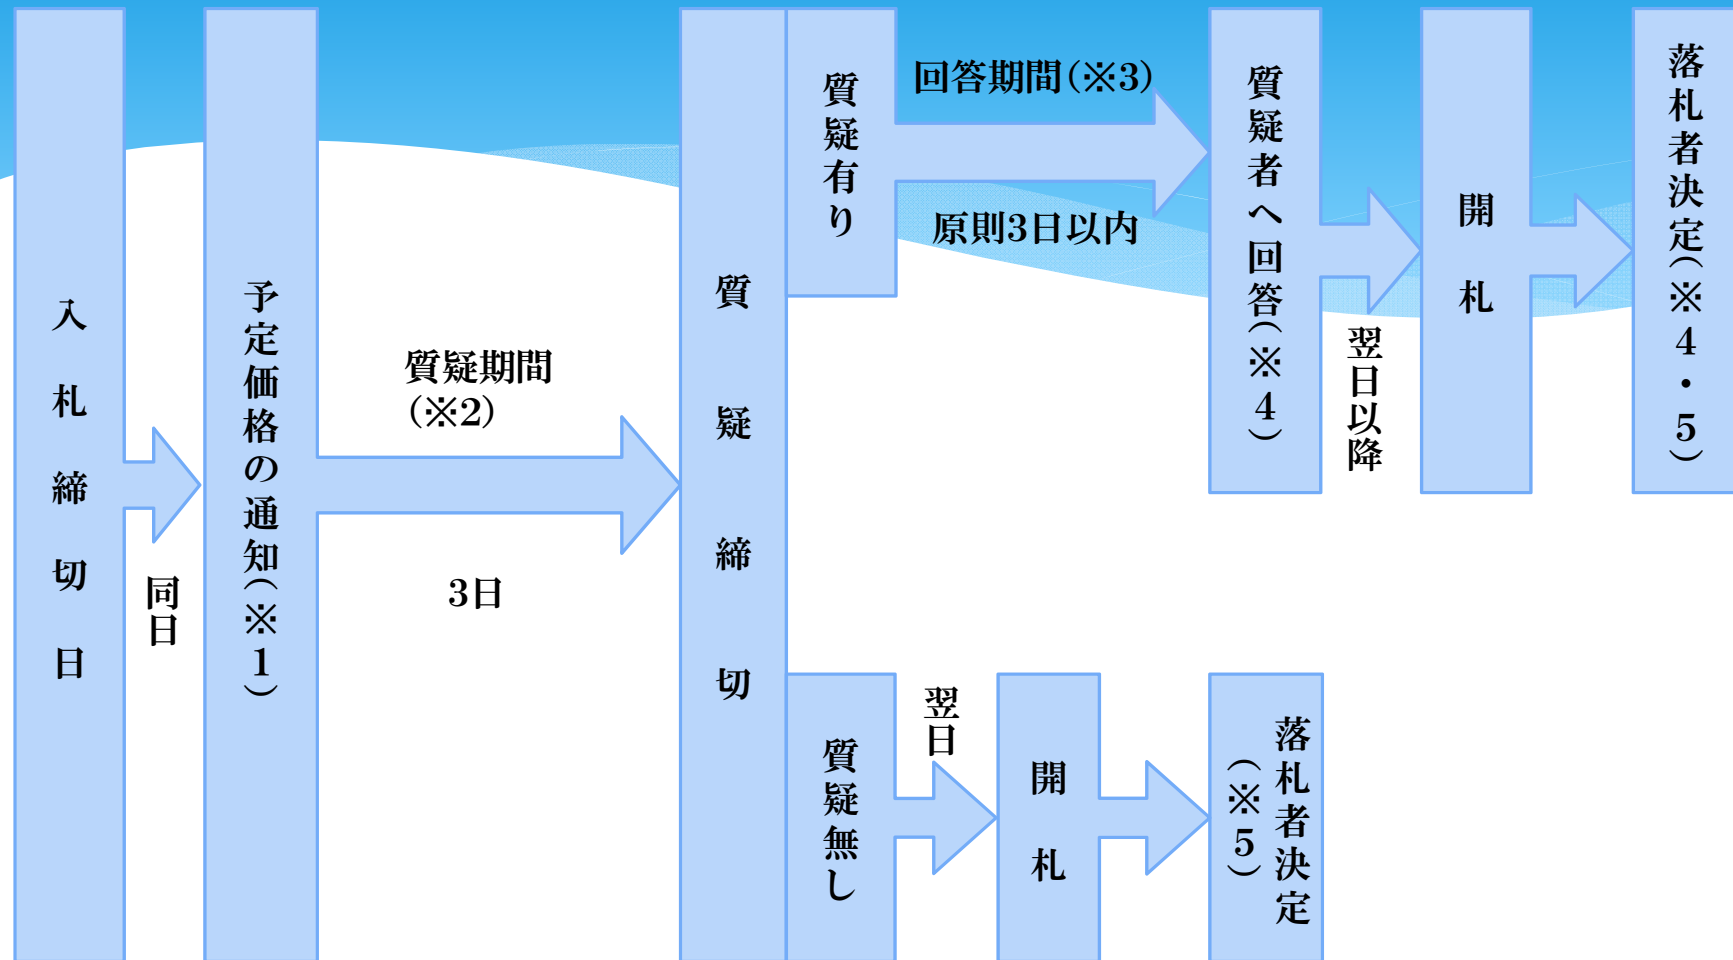 入札締切日
同日
予定価格の通知(※1)
質疑期間
(※2)
3日
質疑締切
質疑有り
回答期間(※3)
原則3日以内
質疑者へ回答(※4)
翌日以降
開札
落札者決定(※4・5)
質疑無し
翌日
開札
落札者決定
(※5)